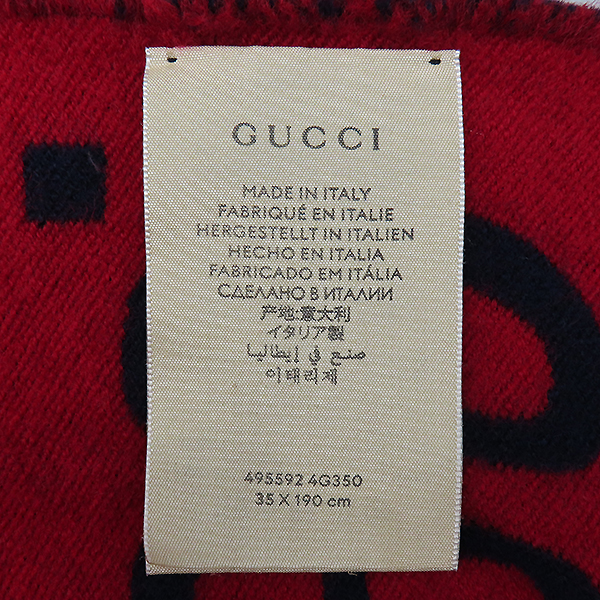 GUCCI
MADE IN ITALY
FABRIQUÉ EN ITALIE
HERGESTELLT IN ITALIEN
HECHO EN ITALIA
FABRICADO EM ITÁLIA
СДЕЛАНО В ИТАЛИИ
产地:意大利
イタリア製
صنع في إيطاليا
이태리제
495592 4G350
35 X 190 cm